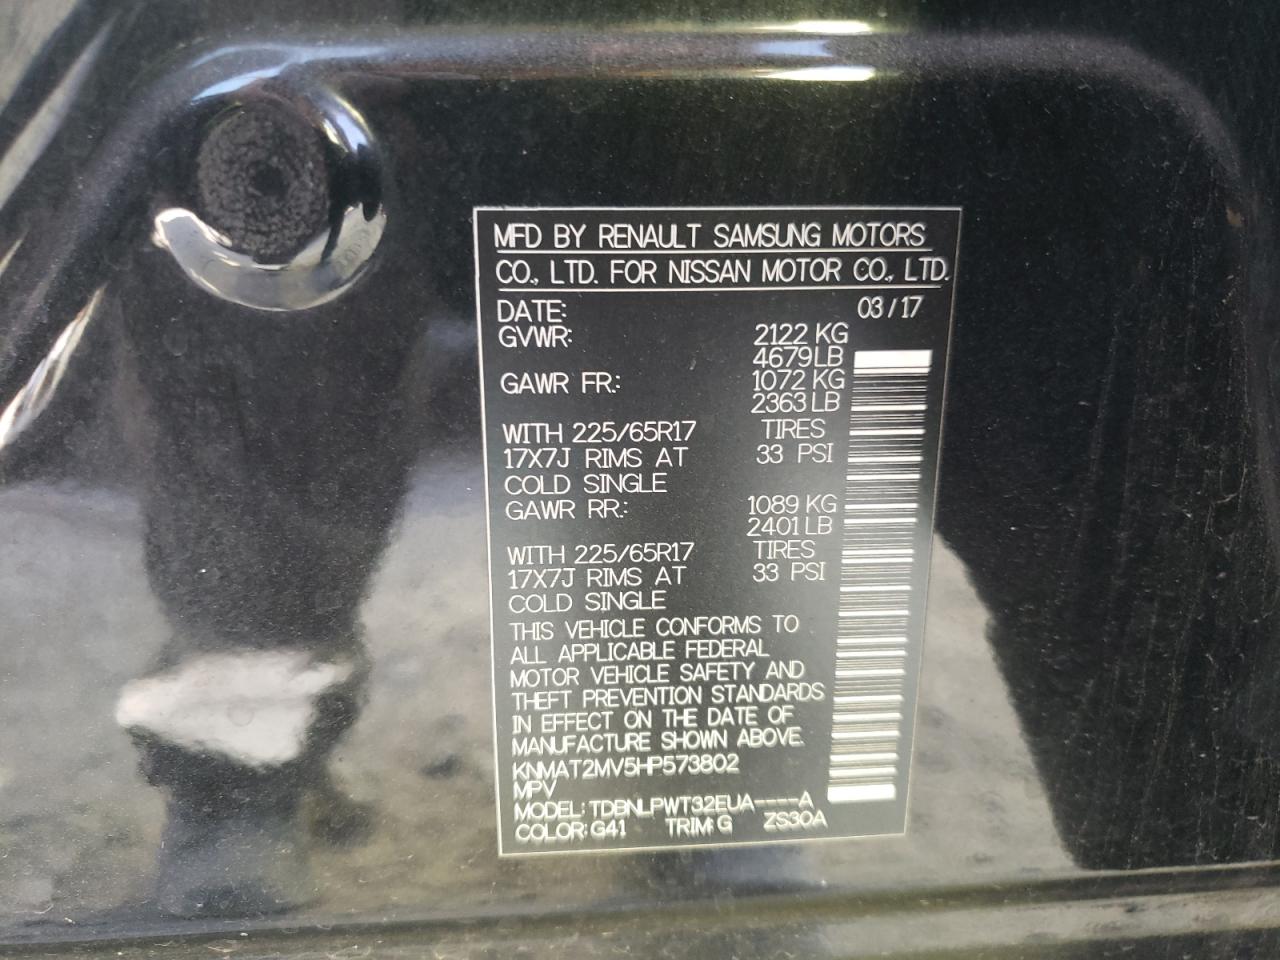 MFD BY RENAULT SAMSUNG MOTORS
CO., LTD. FOR NISSAN MOTOR CO., LTD.
DATE: 03/17
GVWR: 2122 KG
4679 LB
GAWR FR.: 1072 KG
2363 LB
WITH 225/65R17 TIRES
17X7J RIMS AT 33 PSI
COLD SINGLE
GAWR RR.: 1089 KG
2401 LB
WITH 225/65R17 TIRES
17X7J RIMS AT 33 PSI
COLD SINGLE
THIS VEHICLE CONFORMS TO
ALL APPLICABLE FEDERAL
MOTOR VEHICLE SAFETY AND
THEFT PREVENTION STANDARDS
IN EFFECT ON THE DATE OF
MANUFACTURE SHOWN ABOVE.
KNMAT2MV5HP573802
MPV
MODEL: TDBNLPWT32EUA----A
COLOR: G41 TRIM: G ZS30A